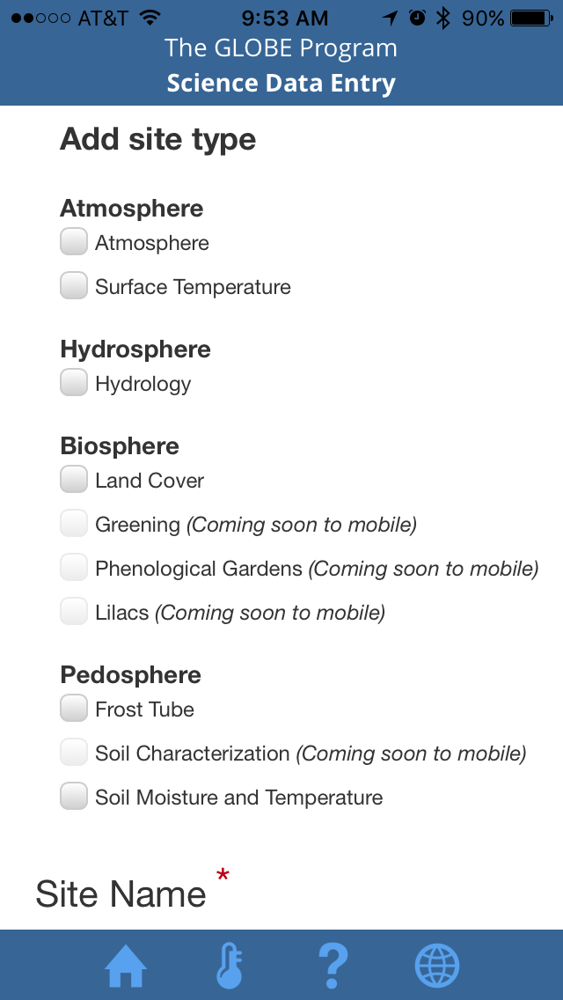 AT&T 9:53 AM 90%
The GLOBE Program
Science Data Entry
Add site type
Atmosphere
Atmosphere
Surface Temperature
Hydrosphere
Hydrology
Biosphere
Land Cover
Greening (Coming soon to mobile)
Phenological Gardens (Coming soon to mobile)
Lilacs (Coming soon to mobile)
Pedosphere
Frost Tube
Soil Characterization (Coming soon to mobile)
Soil Moisture and Temperature
Site Name *